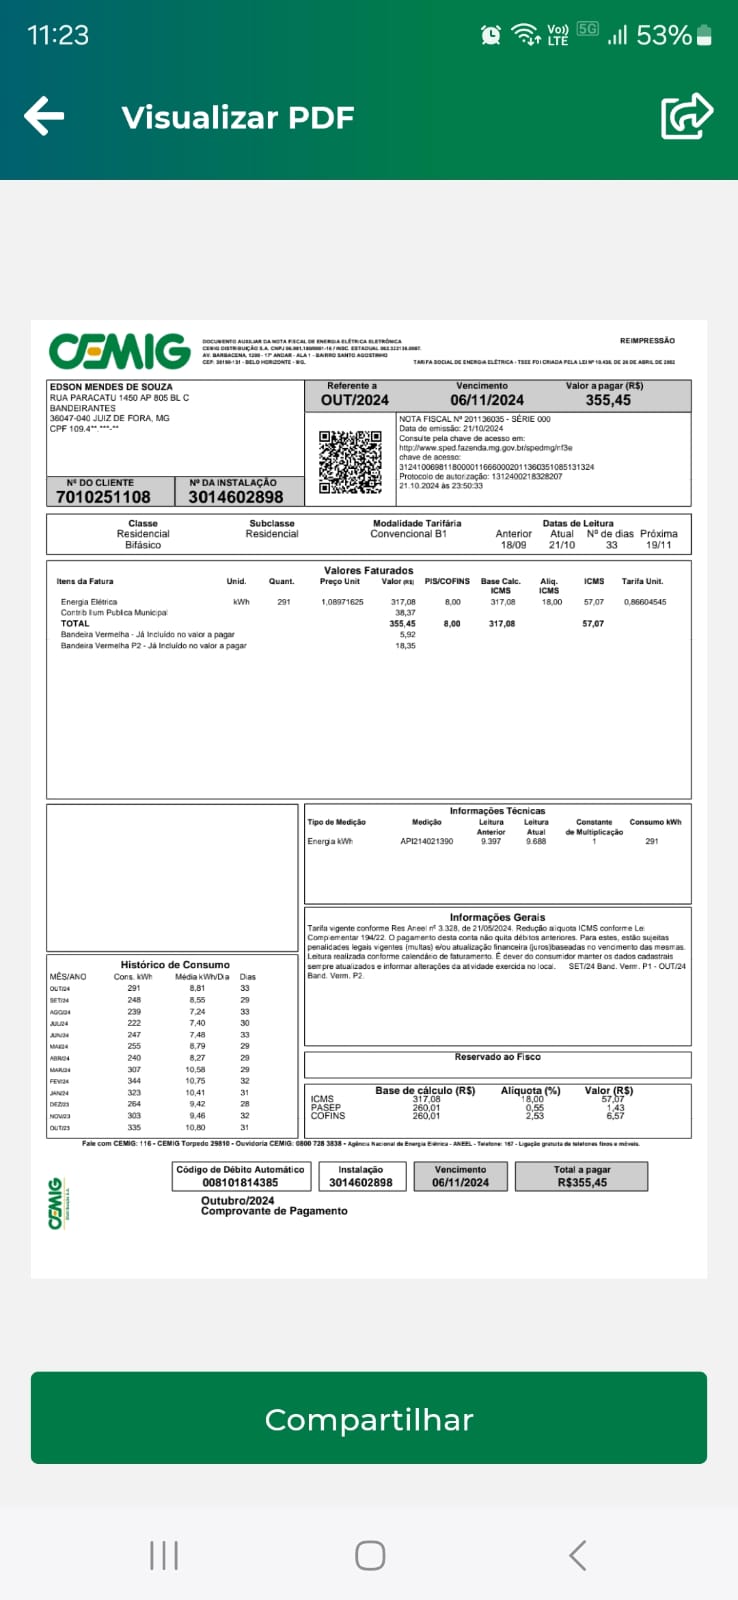 11:23
Vo)) LTE 5G 53%
Visualizar PDF
CEMIG
DOCUMENTO AUXILIAR DA NOTA FISCAL DE ENERGIA ELÉTRICA ELETRÔNICA
CEMIG DISTRIBUIÇÃO S.A. CNPJ 06.981.180/0001-16 / INSC. ESTADUAL 062.322136.0087.
AV. BARBACENA, 1200 - 17º ANDAR - ALA 1 - BAIRRO SANTO AGOSTINHO
CEP: 30190-131 - BELO HORIZONTE - MG.
REIMPRESSÃO
TARIFA SOCIAL DE ENERGIA ELÉTRICA - TSEE FOI CRIADA PELA LEI Nº 10.438, DE 26 DE ABRIL DE 2002
EDSON MENDES DE SOUZA
RUA PARACATU 1450 AP 805 BL C
BANDEIRANTES
36047-040 JUIZ DE FORA, MG
CPF 109.4**.***-**
Nº DO CLIENTE Nº DA INSTALAÇÃO
7010251108 3014602898
Referente a Vencimento Valor a pagar (R$)
OUT/2024 06/11/2024 355,45
NOTA FISCAL Nº 201136035 - SÉRIE 000
Data de emissão: 21/10/2024
Consulte pela chave de acesso em:
http://www.sped.fazenda.mg.gov.br/spedmg/nf3e
chave de acesso:
31241006981180000116660002011360351085131324
Protocolo de autorização: 1312400218328207
21.10.2024 às 23:50:33
Classe Subclasse Modalidade Tarifária Datas de Leitura
Residencial Residencial Convencional B1 Anterior Atual Nº de dias Próxima
Bifásico 18/09 21/10 33 19/11
Valores Faturados
Itens da Fatura Unid. Quant. Preço Unit Valor (R$) PIS/COFINS Base Calc. ICMS Aliq. ICMS ICMS Tarifa Unit.
Energia Elétrica kWh 291 1,08971625 317,08 8,00 317,08 18,00 57,07 0,86604545
Contrib Ilum Publica Municipal 38,37
TOTAL 355,45 8,00 317,08 57,07
Bandeira Vermelha - Já Incluído no valor a pagar 5,92
Bandeira Vermelha P2 - Já Incluído no valor a pagar 18,35
Informações Técnicas
Tipo de Medição Medição Leitura Anterior Leitura Atual Constante de Multiplicação Consumo kWh
Energia kWh API214021390 9.397 9.688 1 291
Informações Gerais
Tarifa vigente conforme Res Aneel nº 3.328, de 21/05/2024. Redução aliquota ICMS conforme Lei
Complementar 194/22. O pagamento desta conta não quita débitos anteriores. Para estes, estão sujeitas
penalidades legais vigentes (multas) e/ou atualização financeira (juros)baseadas no vencimento das mesmas.
Leitura realizada conforme calendário de faturamento. É dever do consumidor manter os dados cadastrais
sempre atualizados e informar alterações da atividade exercida no local. SET/24 Band. Verm. P1 - OUT/24
Band. Verm. P2.
Histórico de Consumo
MÊS/ANO Cons. kWh Média kWh/Dia Dias
OUT/24 291 8,81 33
SET/24 248 8,55 29
AGO/24 239 7,24 33
JUL/24 222 7,40 30
JUN/24 247 7,48 33
MAI/24 255 8,79 29
ABR/24 240 8,27 29
MAR/24 307 10,58 29
FEV/24 344 10,75 32
JAN/24 323 10,41 31
DEZ/23 264 9,42 28
NOV/23 303 9,46 32
OUT/23 335 10,80 31
Reservado ao Fisco
Base de cálculo (R$) Aliquota (%) Valor (R$)
ICMS 317,08 18,00 57,07
PASEP 260,01 0,55 1,43
COFINS 260,01 2,53 6,57
Fale com CEMIG: 116 - CEMIG Torpedo 29810 - Ouvidoria CEMIG: 0800 728 3838 - Agência Nacional de Energia Elétrica - ANEEL - Telefone: 167 - Ligação gratuita de telefones fixos e móveis.
CEMIG
Código de Débito Automático Instalação Vencimento Total a pagar
008101814385 3014602898 06/11/2024 R$355,45
Outubro/2024
Comprovante de Pagamento
Compartilhar